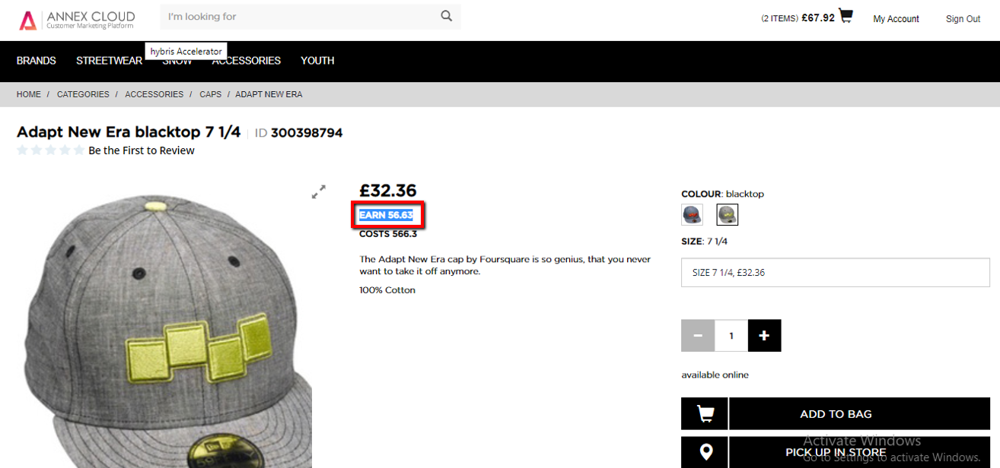 ANNEX CLOUD
Customer Marketing Platform
I'm looking for
(2 ITEMS) £67.92
My Account
Sign Out
hybris Accelerator
BRANDS
STREETWEAR
SNOW
ACCESSORIES
YOUTH
HOME / CATEGORIES / ACCESSORIES / CAPS / ADAPT NEW ERA
Adapt New Era blacktop 7 1/4 ID 300398794
Be the First to Review
£32.36
EARN 56.63
COSTS 566.3
The Adapt New Era cap by Foursquare is so genius, that you never
want to take it off anymore.
100% Cotton
COLOUR: blacktop
SIZE: 7 1/4
SIZE 7 1/4, £32.36
1
available online
ADD TO BAG
PICK UP IN STORE
Activate Windows
Go to Settings to activate Windows.